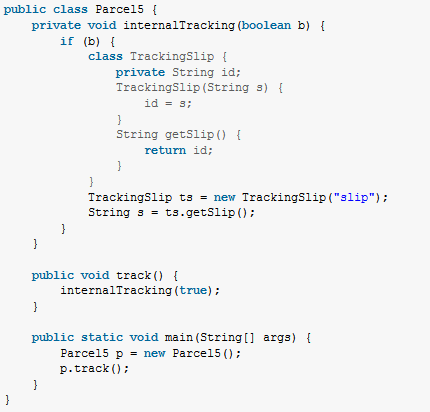 public class Parcel5 {
    private void internalTracking(boolean b) {
        if (b) {
            class TrackingSlip {
                private String id;
                TrackingSlip(String s) {
                    id = s;
                }
                String getSlip() {
                    return id;
                }
            }
            TrackingSlip ts = new TrackingSlip("slip");
            String s = ts.getSlip();
        }
    }

    public void track() {
        internalTracking(true);
    }

    public static void main(String[] args) {
        Parcel5 p = new Parcel5();
        p.track();
    }
}